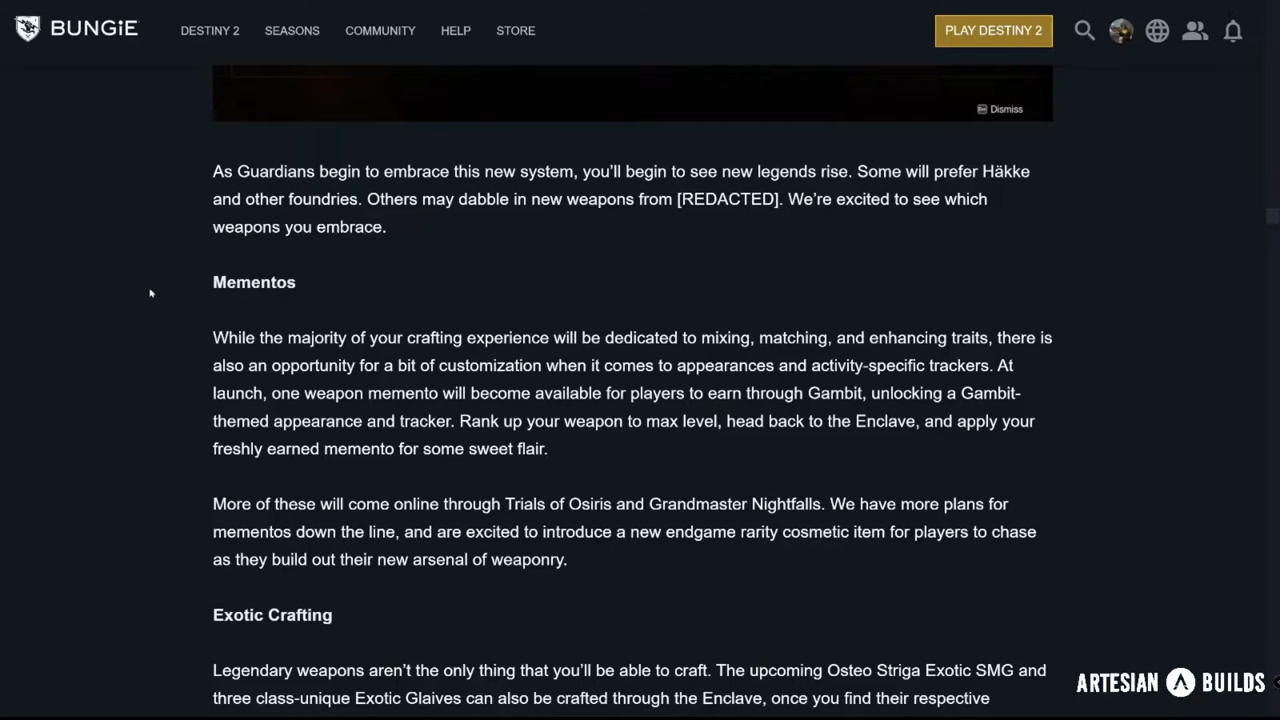 BUNGiE
DESTINY 2 SEASONS COMMUNITY HELP STORE
PLAY DESTINY 2
Dismiss
As Guardians begin to embrace this new system, you’ll begin to see new legends rise. Some will prefer Häkke
and other foundries. Others may dabble in new weapons from [REDACTED]. We’re excited to see which
weapons you embrace.
Mementos
While the majority of your crafting experience will be dedicated to mixing, matching, and enhancing traits, there is
also an opportunity for a bit of customization when it comes to appearances and activity-specific trackers. At
launch, one weapon memento will become available for players to earn through Gambit, unlocking a Gambit-
themed appearance and tracker. Rank up your weapon to max level, head back to the Enclave, and apply your
freshly earned memento for some sweet flair.
More of these will come online through Trials of Osiris and Grandmaster Nightfalls. We have more plans for
mementos down the line, and are excited to introduce a new endgame rarity cosmetic item for players to chase
as they build out their new arsenal of weaponry.
Exotic Crafting
Legendary weapons aren’t the only thing that you’ll be able to craft. The upcoming Osteo Striga Exotic SMG and
three class-unique Exotic Glaives can also be crafted through the Enclave, once you find their respective
ARTESIAN BUILDS